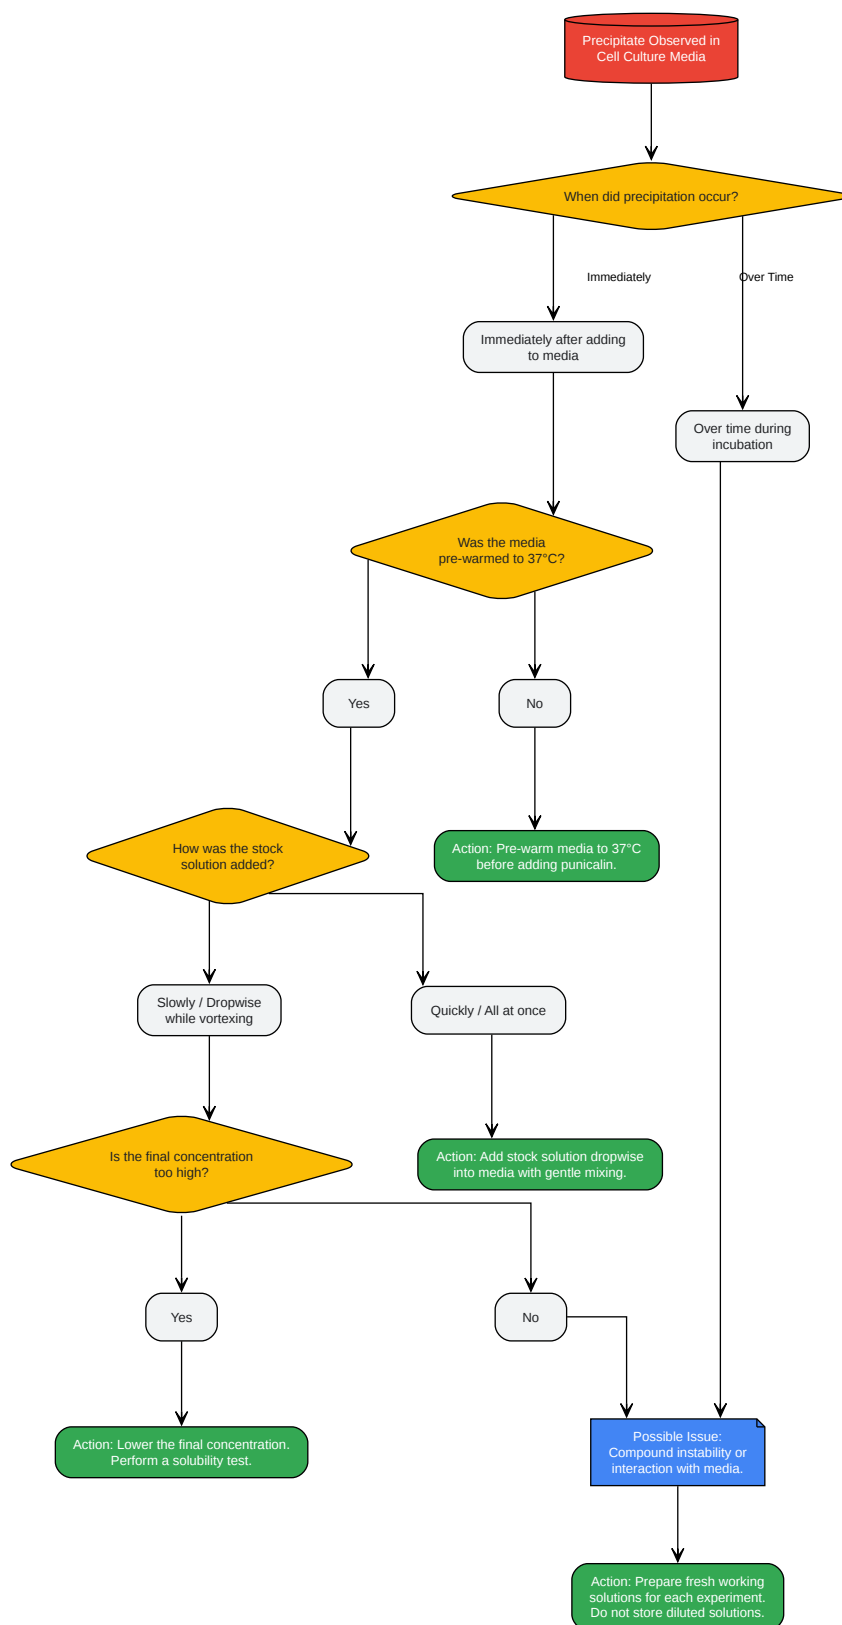 Precipitate Observed in
Cell Culture Media
When did precipitation occur?
Immediately
Over Time
Immediately after adding
to media
Over time during
incubation
Was the media
pre-warmed to 37°C?
Yes
No
How was the stock
solution added?
Action: Pre-warm media to 37°C
before adding punicalin.
Slowly / Dropwise
while vortexing
Quickly / All at once
Is the final concentration
too high?
Action: Add stock solution dropwise
into media with gentle mixing.
Yes
No
Action: Lower the final concentration.
Perform a solubility test.
Possible Issue:
Compound instability or
interaction with media.
Action: Prepare fresh working
solutions for each experiment.
Do not store diluted solutions.